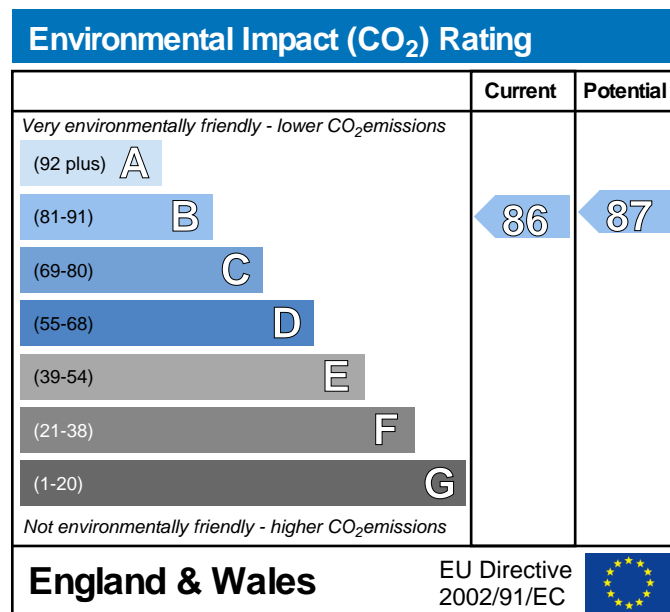 Environmental Impact (CO₂) Rating
Current Potential
Very environmentally friendly - lower CO₂emissions
(92 plus) A
(81-91) B 86 87
(69-80) C
(55-68) D
(39-54) E
(21-38) F
(1-20) G
Not environmentally friendly - higher CO₂emissions
England & Wales
EU Directive
2002/91/EC